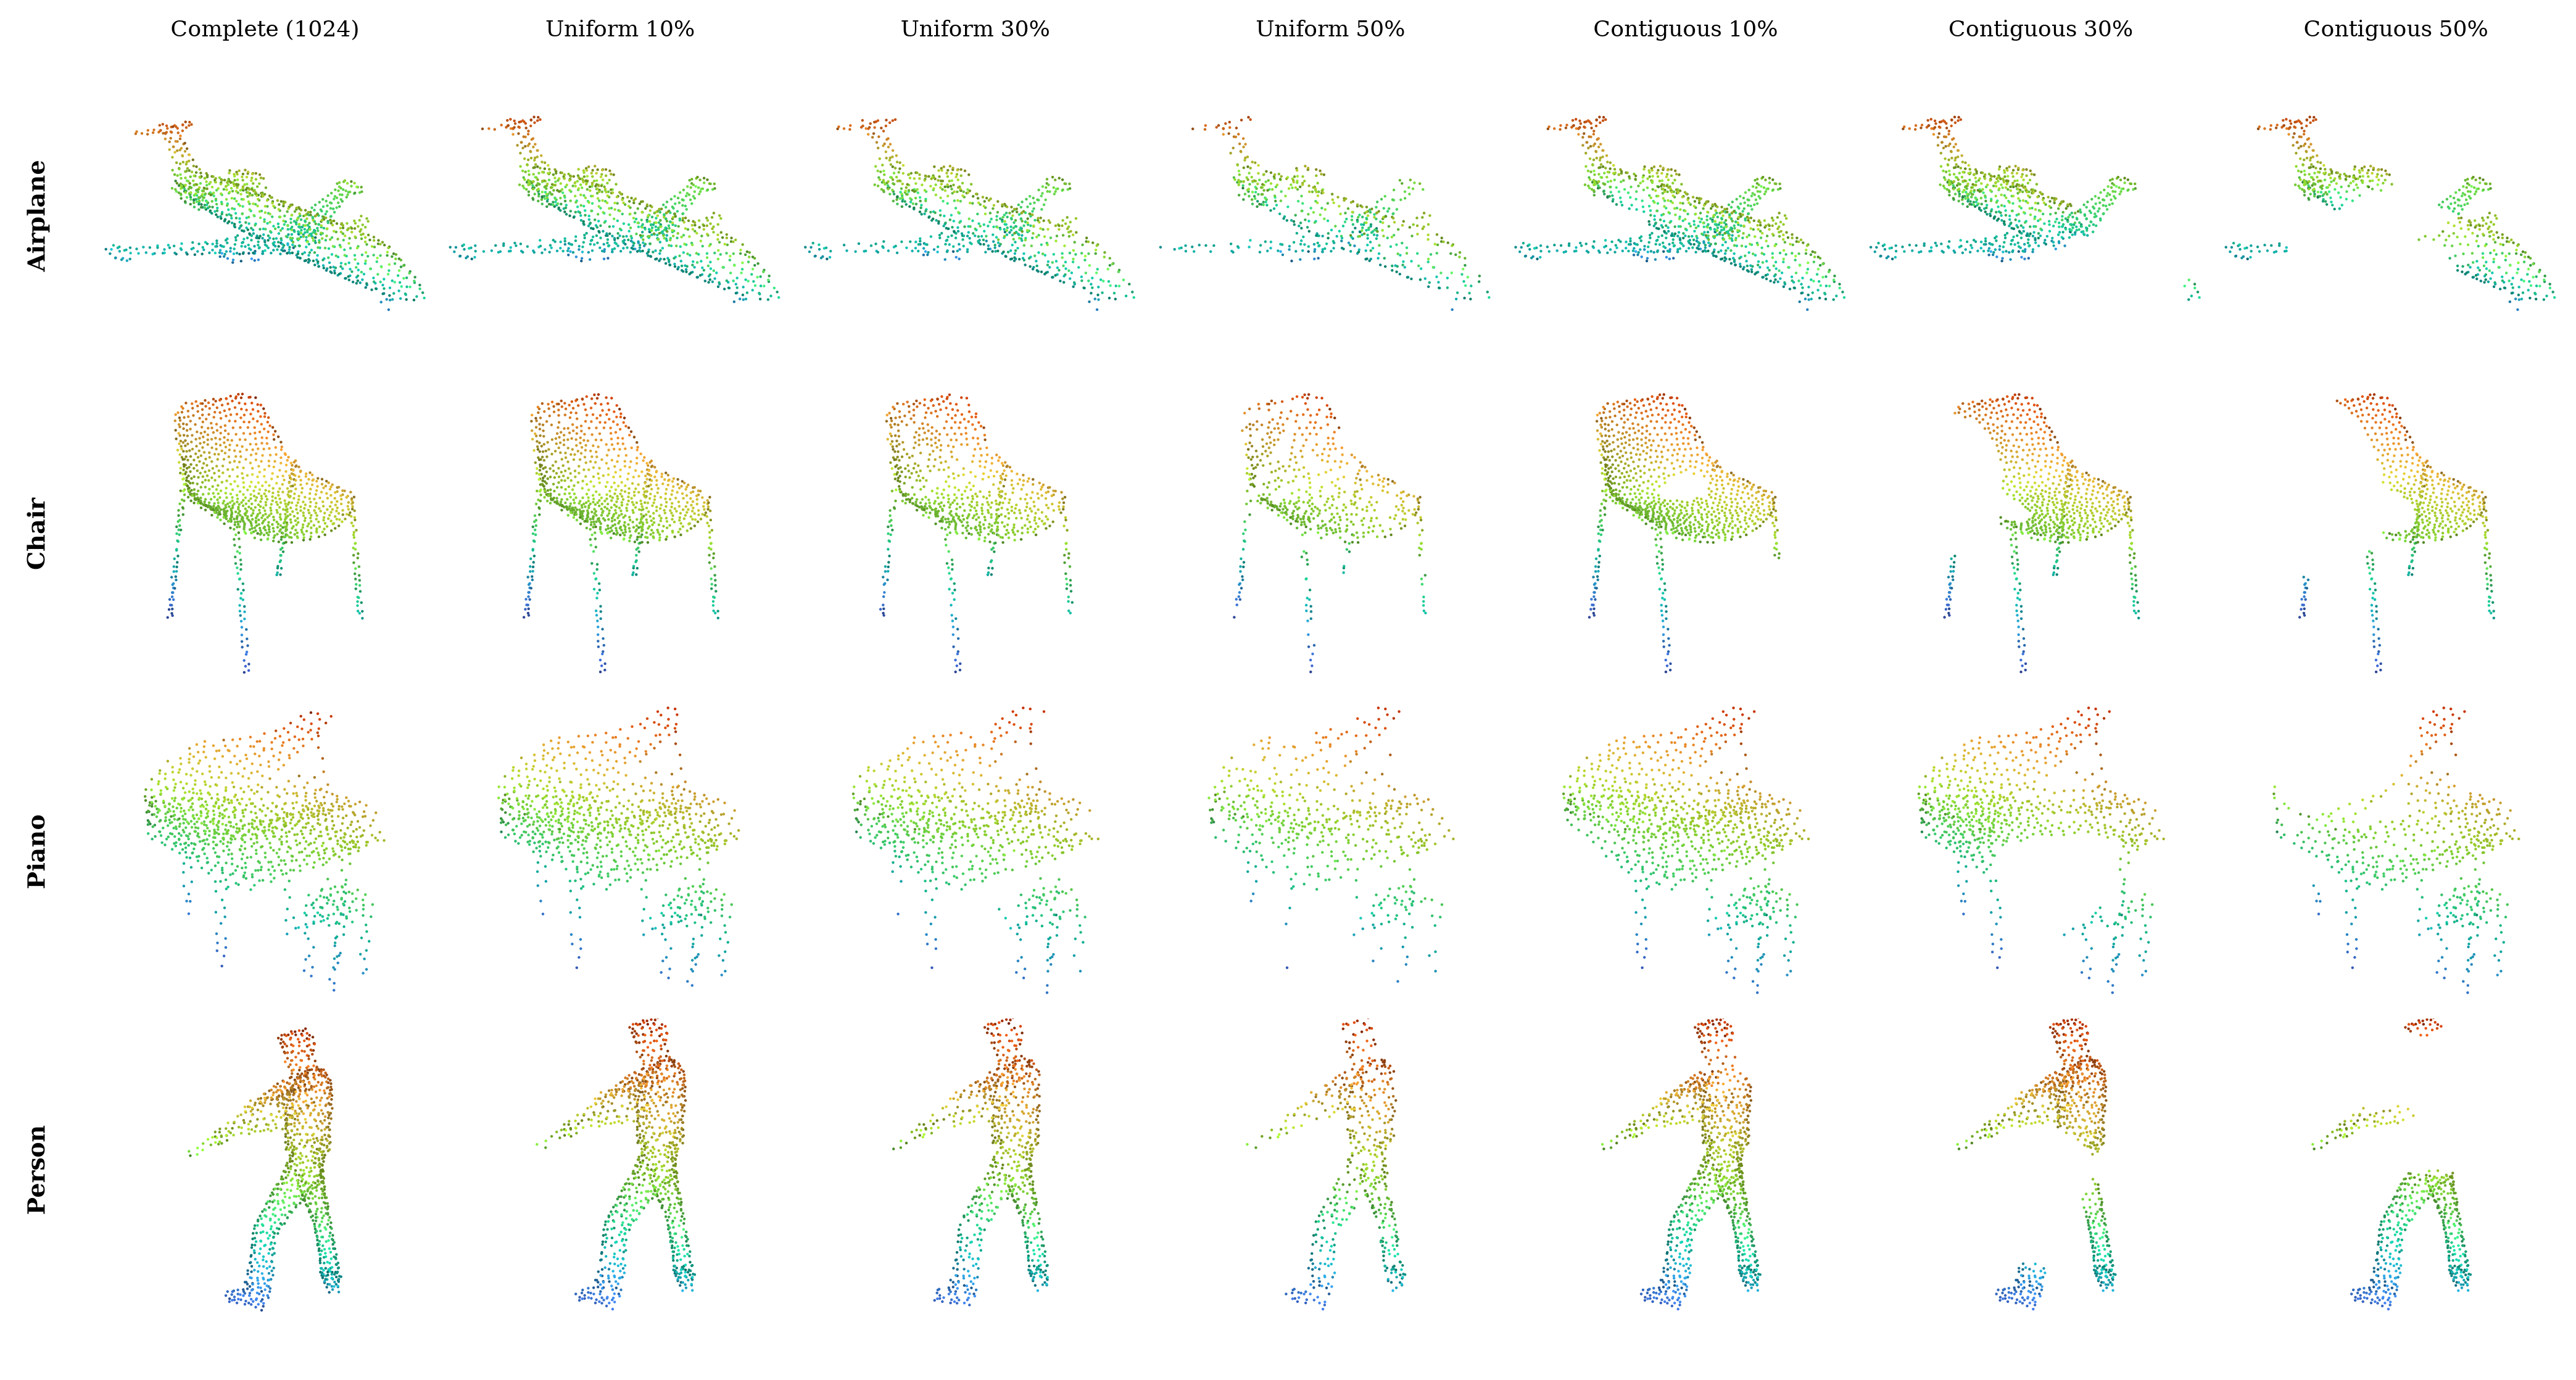 Complete (1024) Uniform 10% Uniform 30% Uniform 50% Contiguous 10% Contiguous 30% Contiguous 50%
Airplane
Chair
Piano
Person